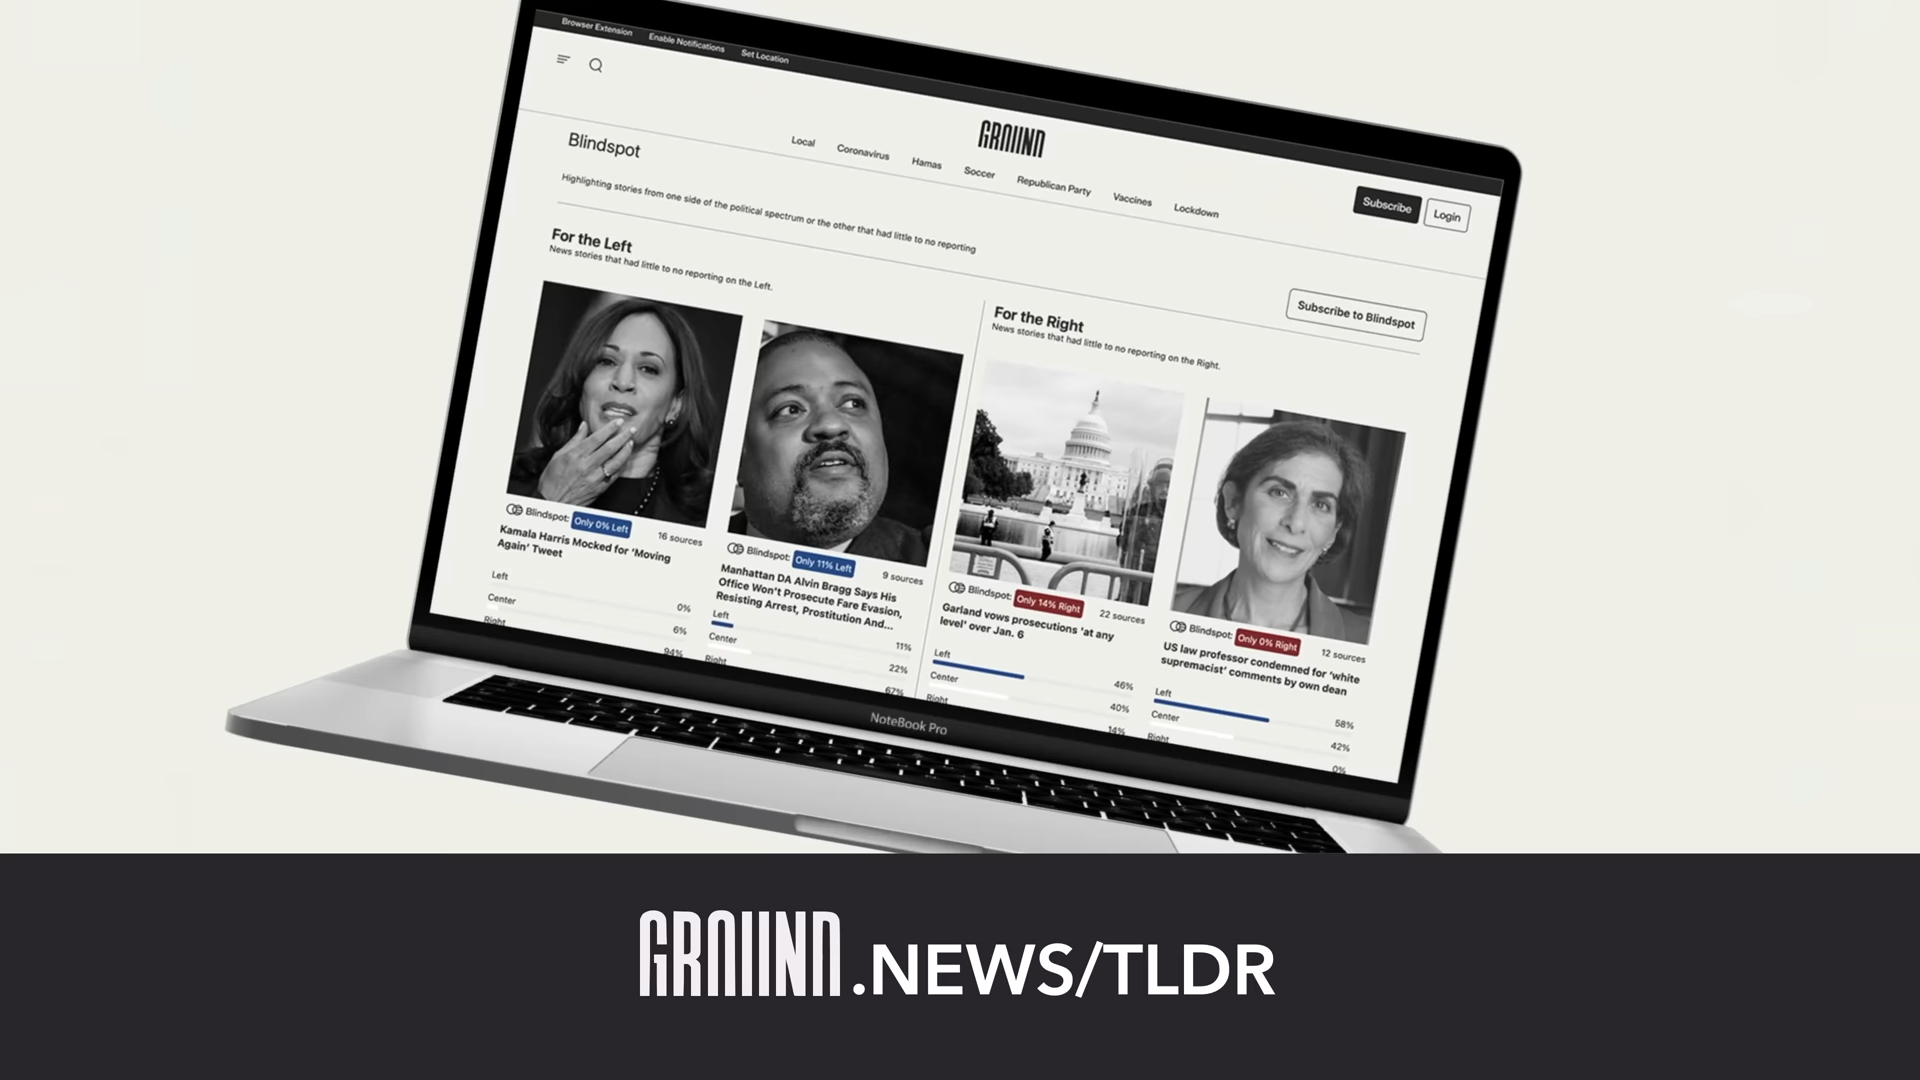 Browser Extension Enable Notifications Set Location
GROUND
Local Coronavirus Hamas Soccer Republican Party Vaccines Lockdown
Subscribe Login
Blindspot
Highlighting stories from one side of the political spectrum or the other that had little to no reporting
Subscribe to Blindspot
For the Left
News stories that had little to no reporting on the Left.
Blindspot: Only 0% Left 16 sources
Kamala Harris Mocked for ‘Moving
Again’ Tweet
Left 0%
Center 6%
Right 94%
Blindspot: Only 11% Left 9 sources
Manhattan DA Alvin Bragg Says His
Office Won’t Prosecute Fare Evasion,
Resisting Arrest, Prostitution And...
Left 11%
Center 22%
Right 67%
For the Right
News stories that had little to no reporting on the Right.
Blindspot: Only 14% Right 22 sources
Garland vows prosecutions ‘at any
level’ over Jan. 6
Left 46%
Center 40%
Right 14%
Blindspot: Only 0% Right 12 sources
US law professor condemned for ‘white
supremacist’ comments by own dean
Left 58%
Center 42%
Right 0%
NoteBook Pro
GROUND.NEWS/TLDR